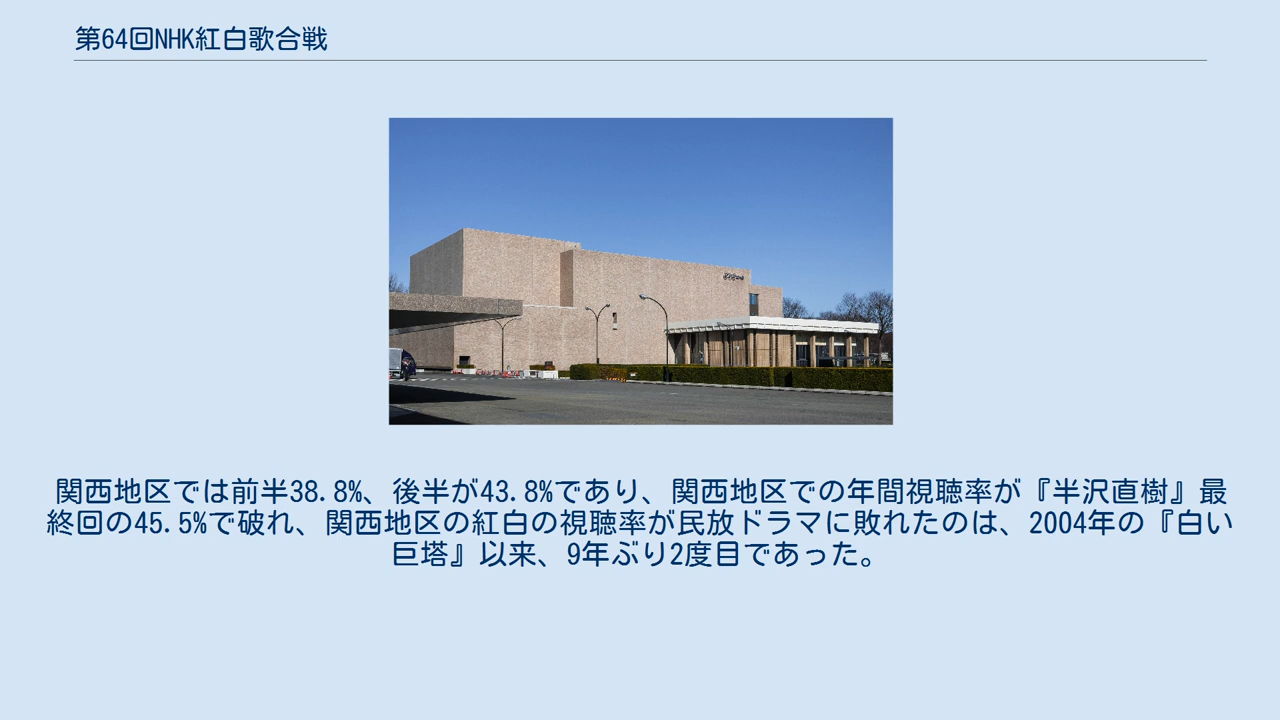 第64回NHK紅白歌合戦
関西地区では前半38.8%、後半が43.8%であり、関西地区での年間視聴率が『半沢直樹』最
終回の45.5%で破れ、関西地区の紅白の視聴率が民放ドラマに敗れたのは、2004年の『白い
巨塔』以来、9年ぶり2度目であった。